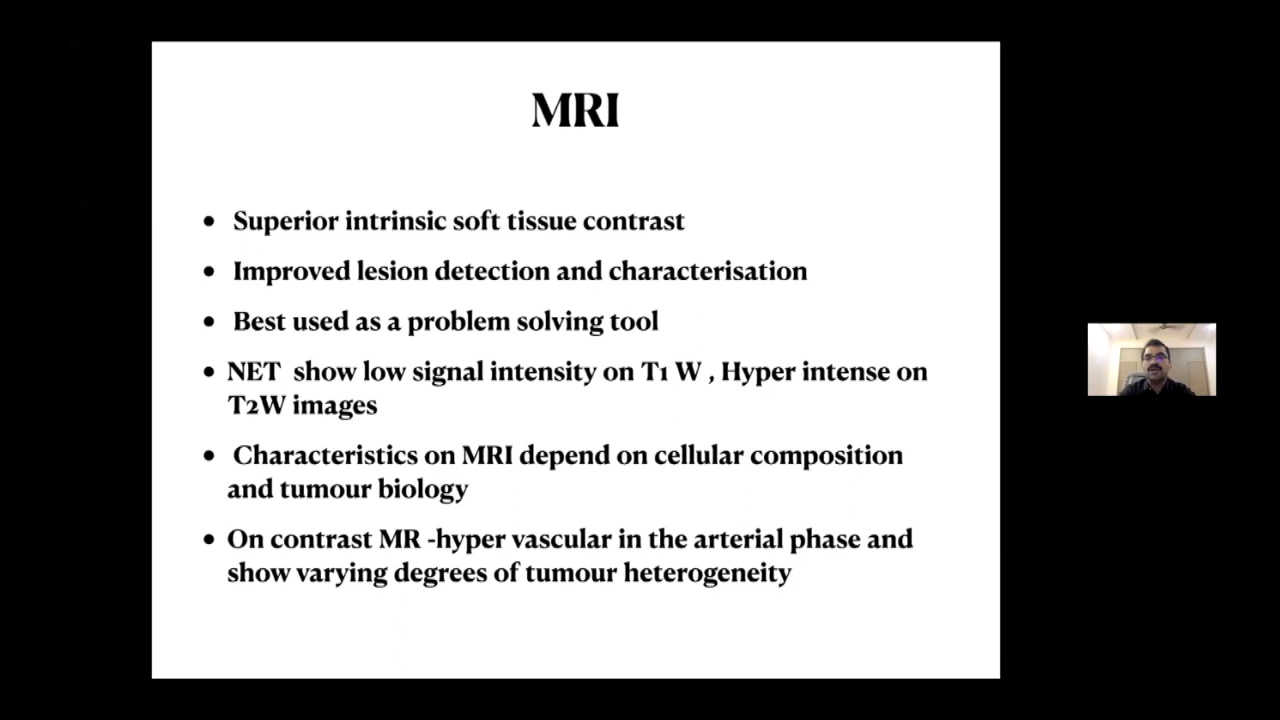 MRI
• Superior intrinsic soft tissue contrast
• Improved lesion detection and characterisation
• Best used as a problem solving tool
• NET show low signal intensity on T1 W , Hyper intense on
T2W images
• Characteristics on MRI depend on cellular composition
and tumour biology
• On contrast MR -hyper vascular in the arterial phase and
show varying degrees of tumour heterogeneity